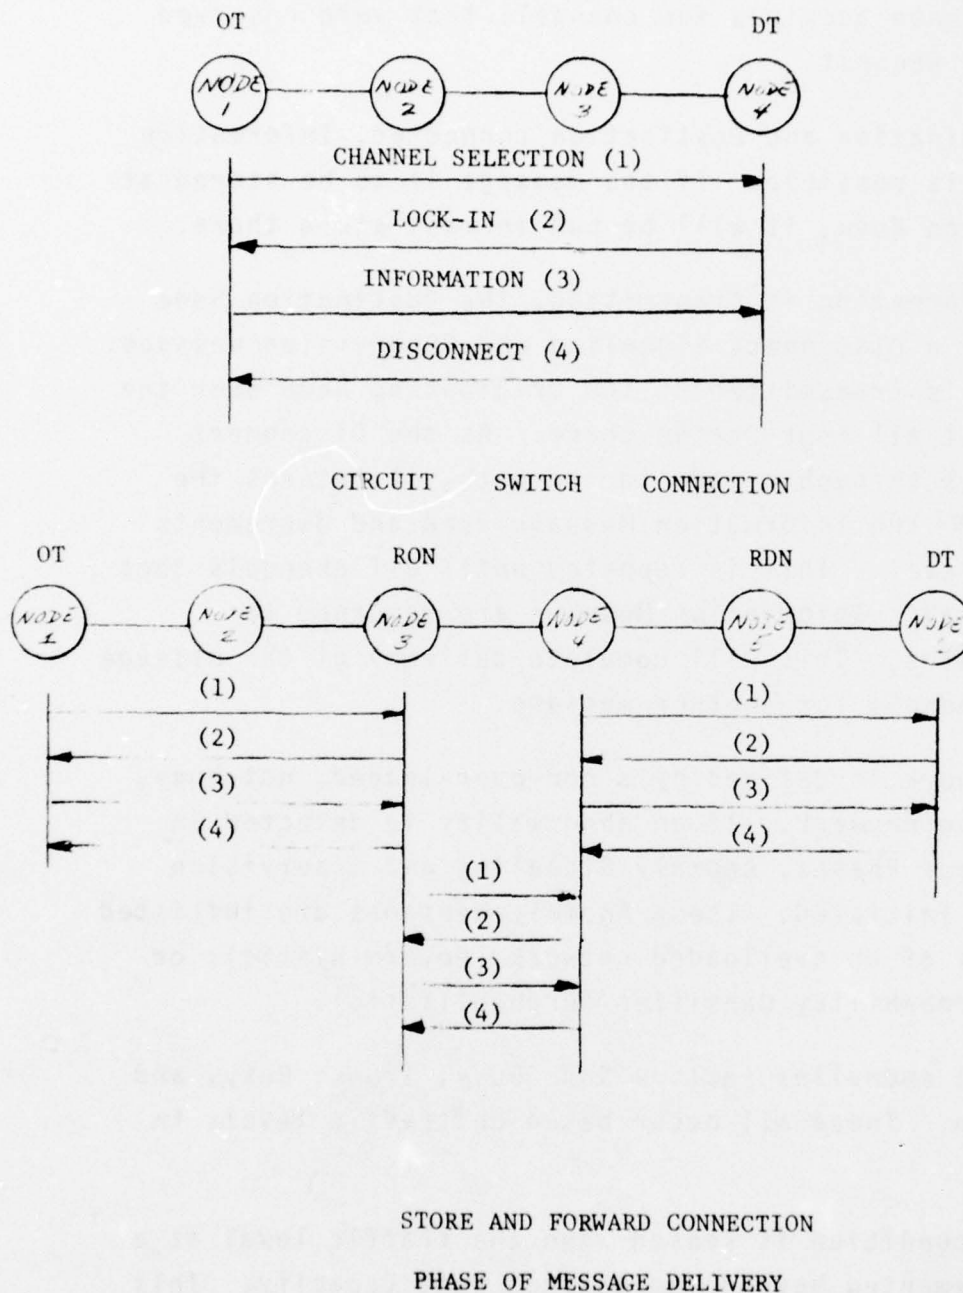 OT DT
NODE 1 NODE 2 NODE 3 NODE 4
CHANNEL SELECTION (1)
LOCK-IN (2)
INFORMATION (3)
DISCONNECT (4)
CIRCUIT SWITCH CONNECTION
OT RON RDN DT
NODE 1 NODE 2 NODE 3 NODE 4 NODE 5 NODE
(1) (1)
(2) (2)
(3) (3)
(4) (4)
(1)
(2)
(3)
(4)
STORE AND FORWARD CONNECTION
PHASE OF MESSAGE DELIVERY